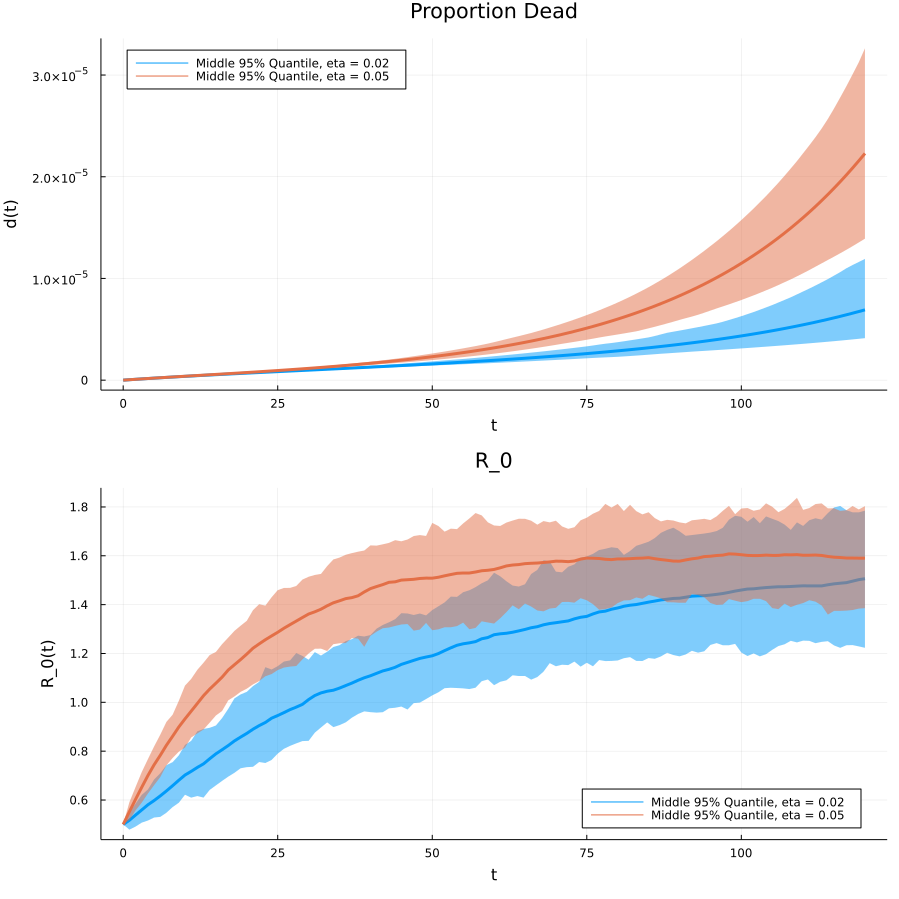 Proportion Dead
Middle 95% Quantile, eta = 0.02
Middle 95% Quantile, eta = 0.05
3.0×10⁻⁵
2.0×10⁻⁵
1.0×10⁻⁵
0
d(t)
0 25 50 75 100
t
R_0
1.8
1.6
1.4
1.2
1.0
0.8
0.6
R_0(t)
Middle 95% Quantile, eta = 0.02
Middle 95% Quantile, eta = 0.05
0 25 50 75 100
t